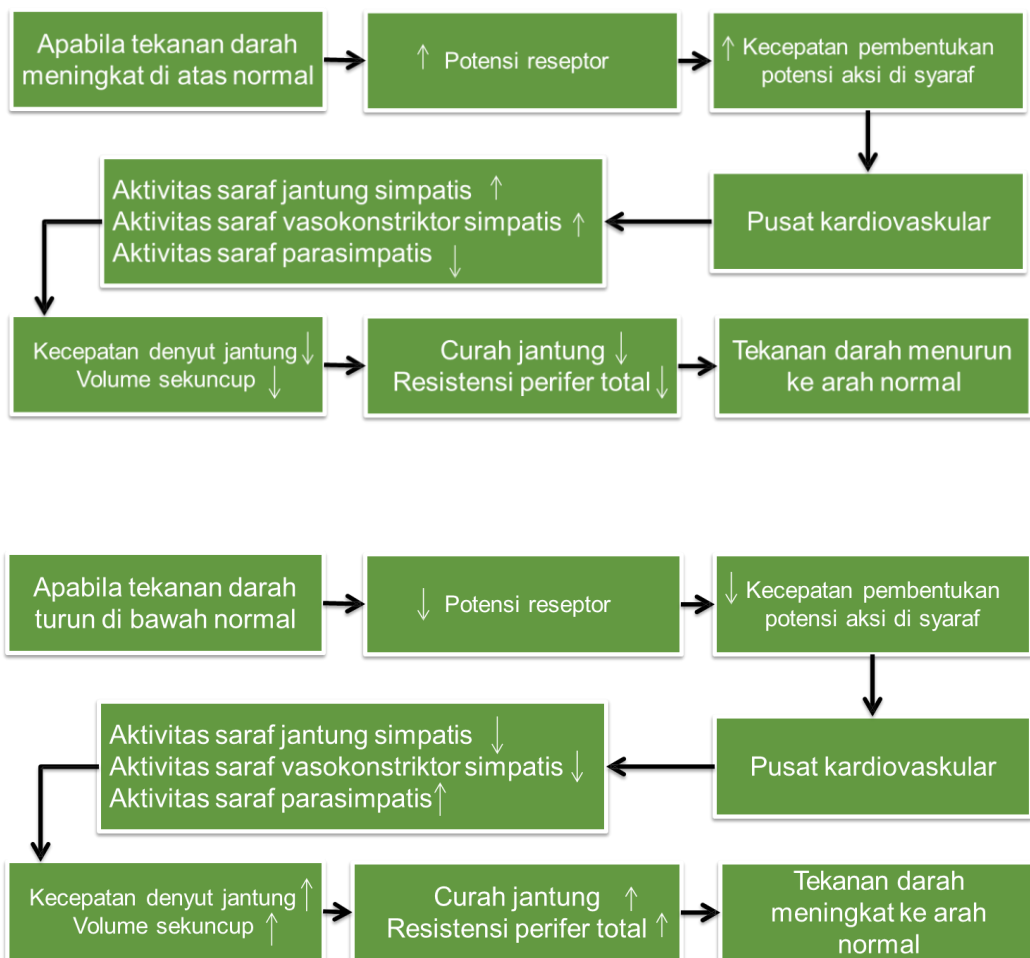 Apabila tekanan darah
meningkat di atas normal
↑ Potensi reseptor
↑ Kecepatan pembentukan
potensi aksi di syaraf
Pusat kardiovaskular
Aktivitas saraf jantung simpatis ↑
Aktivitas saraf vasokonstriktor simpatis ↑
Aktivitas saraf parasimpatis ↓
Kecepatan denyut jantung ↓
Volume sekuncup ↓
Curah jantung ↓
Resistensi perifer total ↓
Tekanan darah menurun
ke arah normal
Apabila tekanan darah
turun di bawah normal
↓ Potensi reseptor
↓ Kecepatan pembentukan
potensi aksi di syaraf
Pusat kardiovaskular
Aktivitas saraf jantung simpatis ↓
Aktivitas saraf vasokonstriktor simpatis ↓
Aktivitas saraf parasimpatis ↑
Kecepatan denyut jantung ↑
Volume sekuncup ↑
Curah jantung ↑
Resistensi perifer total ↑
Tekanan darah
meningkat ke arah
normal